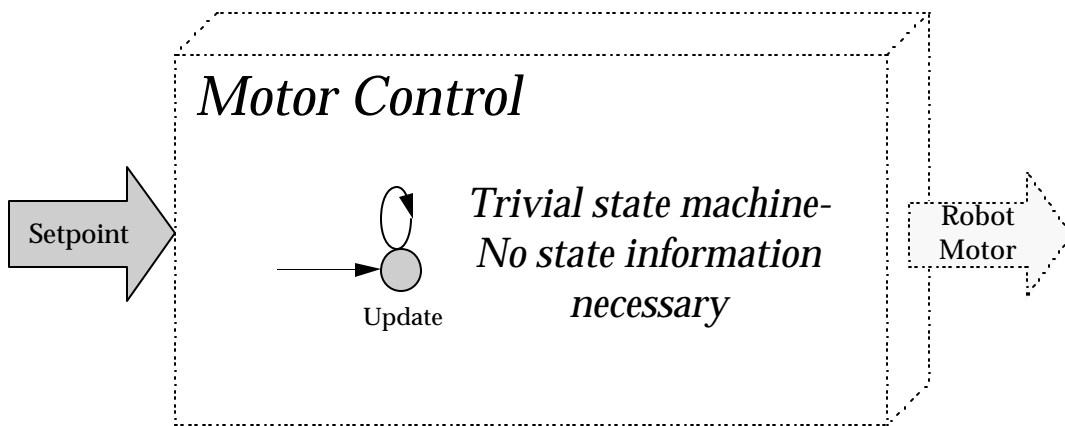 Motor Control
Setpoint
Update
Trivial state machine-
No state information
necessary
Robot
Motor